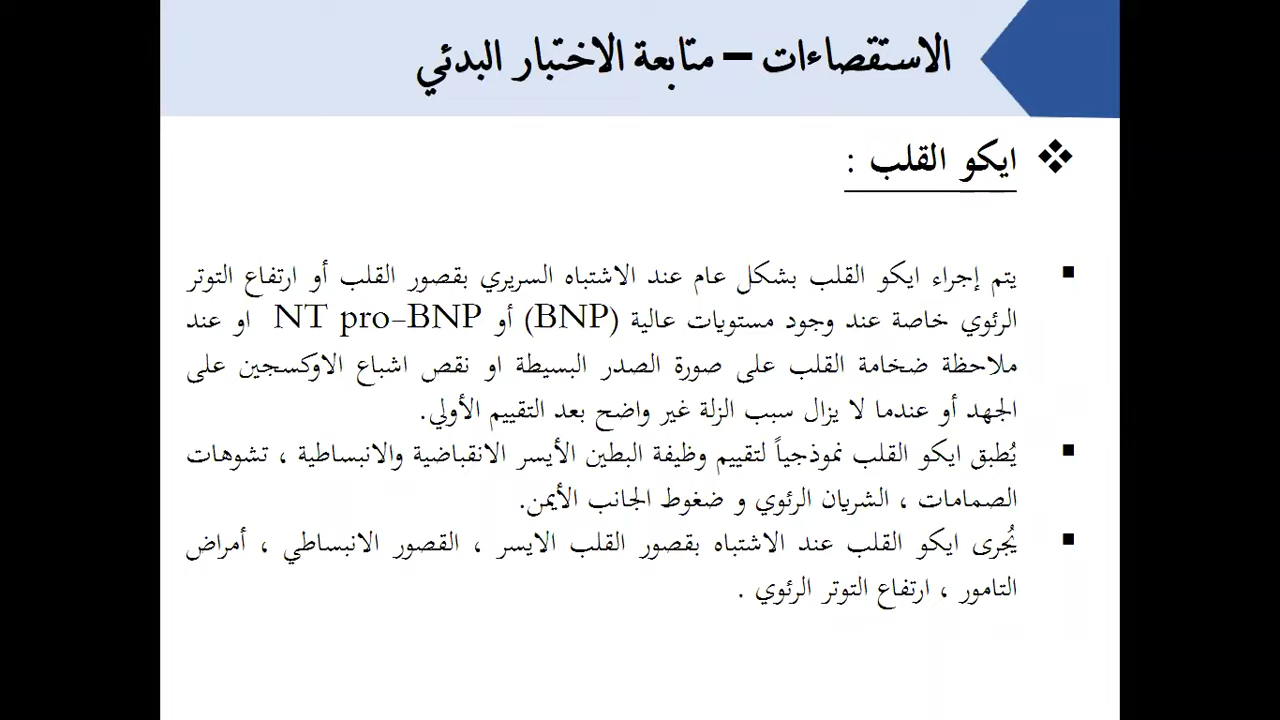 الاستقصاءات – متابعة الاختبار البدئي
❖ ايكو القلب :
▪ يتم إجراء ايكو القلب بشكل عام عند الاشتباه السريري بقصور القلب أو ارتفاع التوتر
الرئوي خاصة عند وجود مستويات عالية (BNP) أو NT pro-BNP او عند
ملاحظة ضخامة القلب على صورة الصدر البسيطة او نقص اشباع الاوكسجين على
الجهد أو عندما لا يزال سبب الزلة غير واضح بعد التقييم الأولي.
▪ يُطبق ايكو القلب نموذجياً لتقييم وظيفة البطين الأيسر الانقباضية والانبساطية ، تشوهات
الصمامات ، الشريان الرئوي و ضغوط الجانب الأيمن.
▪ يُجرى ايكو القلب عند الاشتباه بقصور القلب الايسر ، القصور الانبساطي ، أمراض
التامور ، ارتفاع التوتر الرئوي .